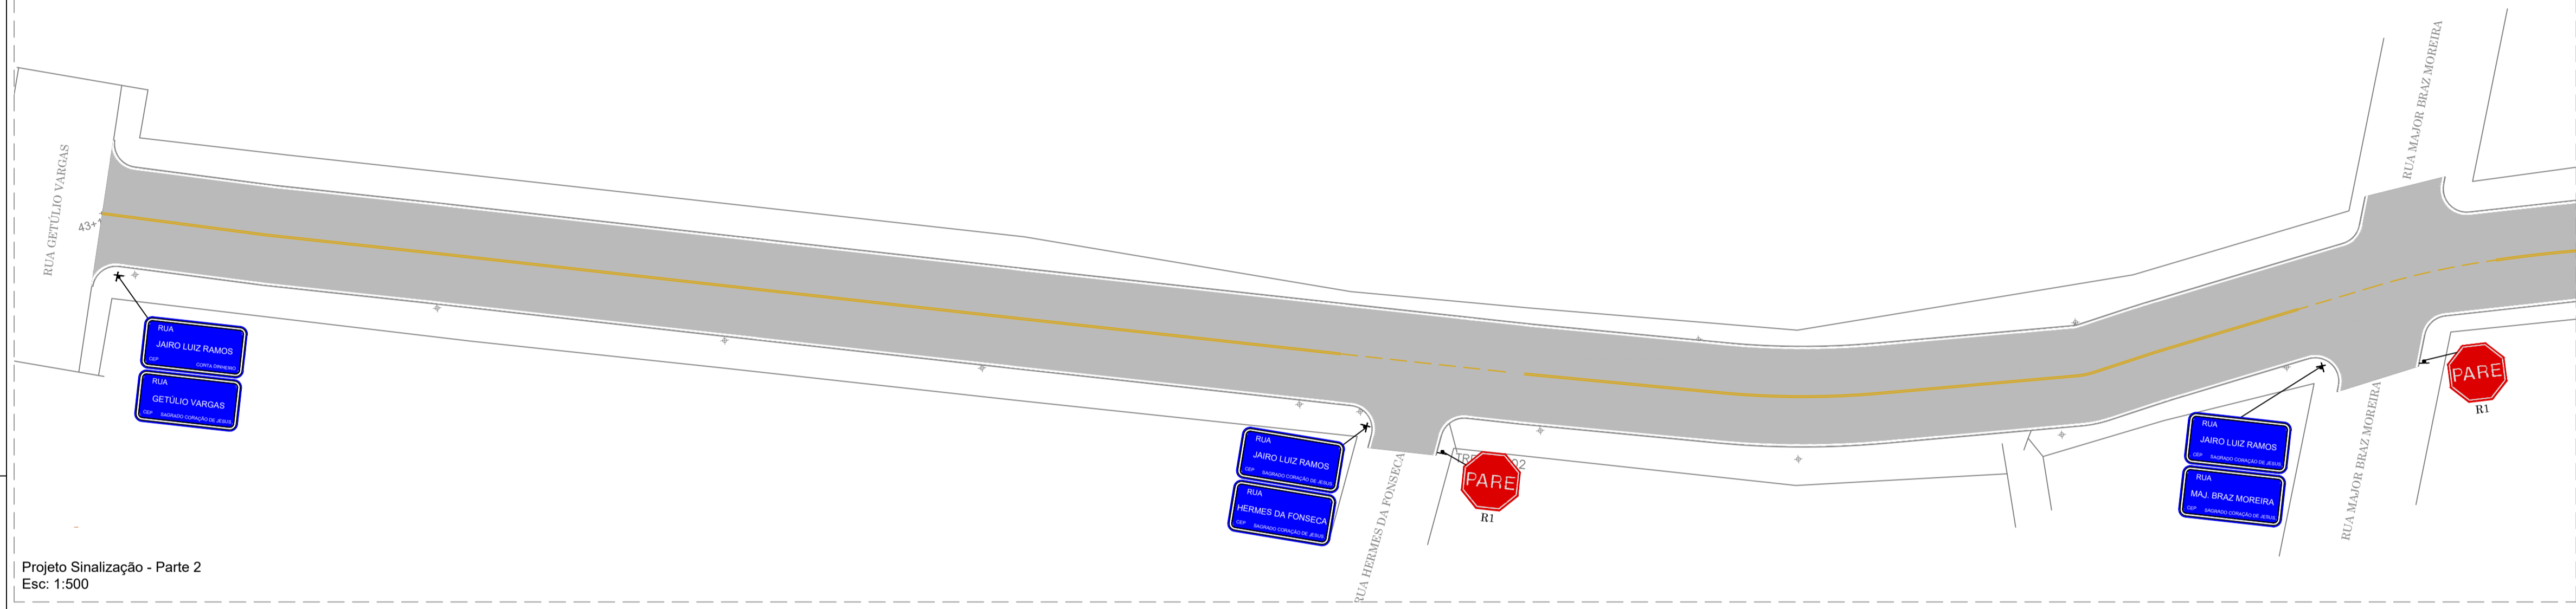 RUA GETÚLIO VARGAS
43+
RUA
JAIRO LUIZ RAMOS
CEP CONTA DINHEIRO
RUA
GETÚLIO VARGAS
CEP SAGRADO CORAÇÃO DE JESUS
RUA
JAIRO LUIZ RAMOS
CEP SAGRADO CORAÇÃO DE JESUS
RUA
HERMES DA FONSECA
CEP SAGRADO CORAÇÃO DE JESUS
RUA HERMES DA FONSECA
PARE
R1
RUA
JAIRO LUIZ RAMOS
CEP SAGRADO CORAÇÃO DE JESUS
RUA
MAJ. BRAZ MOREIRA
CEP SAGRADO CORAÇÃO DE JESUS
RUA MAJOR BRAZ MOREIRA
RUA MAJOR BRAZ MOREIRA
PARE
R1
Projeto Sinalização - Parte 2
Esc: 1:500